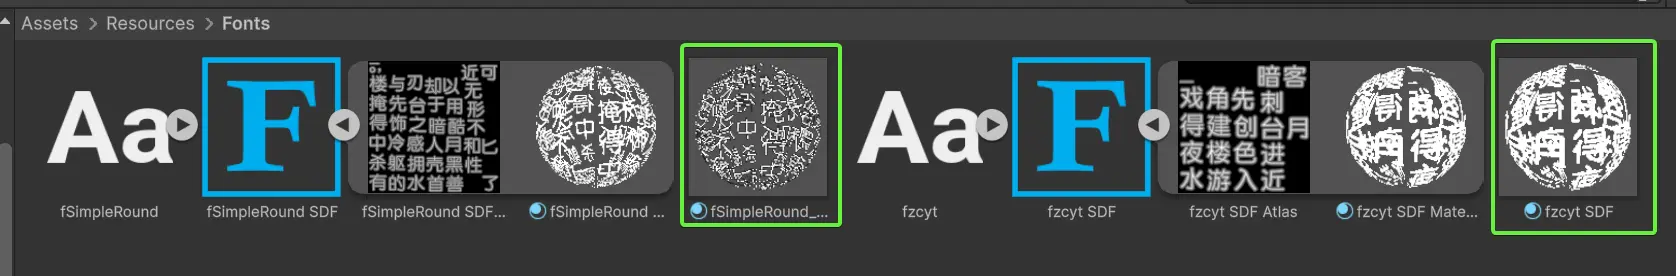 Assets > Resources > Fonts
Aa
F
近可
楼与刃却以无
掩先台于用形
得饰之暗酷不
中冷感人月和匕
杀躯拥壳黑性
有的水首善 了
Aa
F
_ 暗客
戏角先刺
得建创台月
夜楼色进
水游入近
fSimpleRound
fSimpleRound SDF
fSimpleRound SDF...
fSimpleRound ...
fSimpleRound_...
fzcyt
fzcyt SDF
fzcyt SDF Atlas
fzcyt SDF Mate...
fzcyt SDF